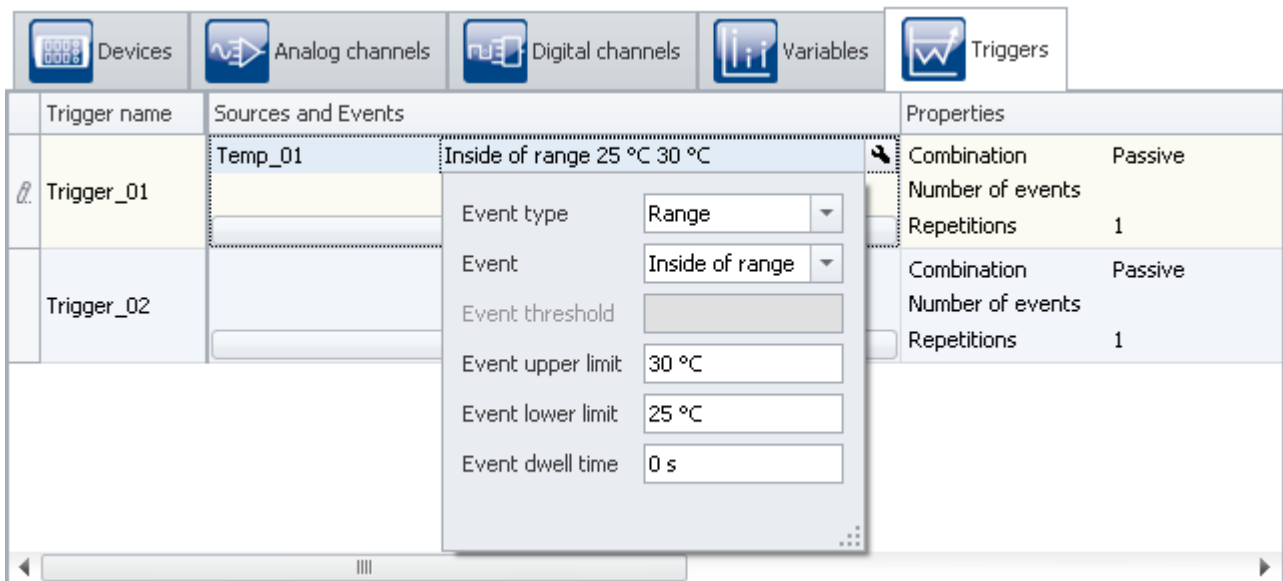 Devices Analog channels Digital channels Variables Triggers
Trigger name Sources and Events Properties
Temp_01 Inside of range 25 °C 30 °C Combination Passive
Trigger_01 Number of events
Repetitions 1
Event type Range
Event Inside of range
Combination Passive
Trigger_02 Number of events
Event threshold
Repetitions 1
Event upper limit 30 °C
Event lower limit 25 °C
Event dwell time 0 s